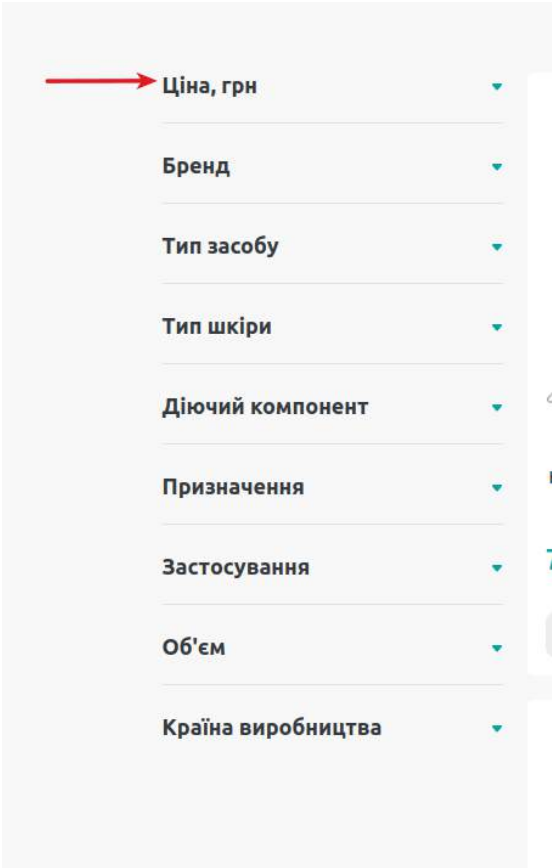 Ціна, грн
Бренд
Тип засобу
Тип шкіри
Діючий компонент
Призначення
Застосування
Об'єм
Країна виробництва